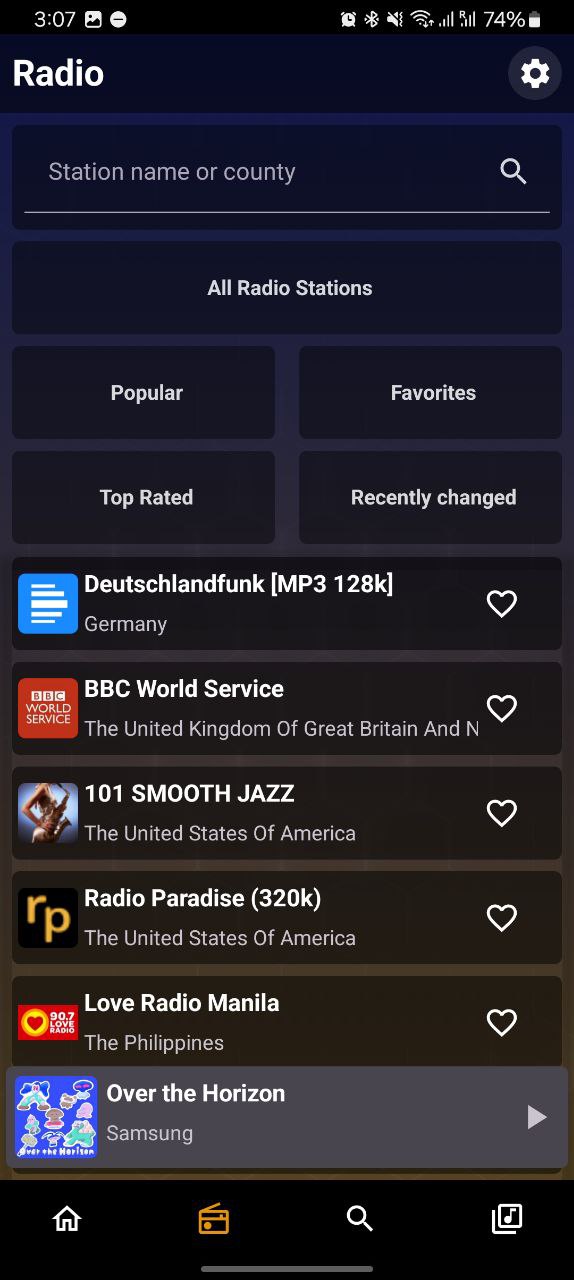 3:07
74%
Radio
Station name or county
All Radio Stations
Popular
Favorites
Top Rated
Recently changed
Deutschlandfunk [MP3 128k]
Germany
BBC
WORLD
SERVICE
BBC World Service
The United Kingdom Of Great Britain And N
101 SMOOTH JAZZ
The United States Of America
rp
Radio Paradise (320k)
The United States Of America
90.7
LOVE
RADIO
Love Radio Manila
The Philippines
Over the Horizon
Over the Horizon
Samsung